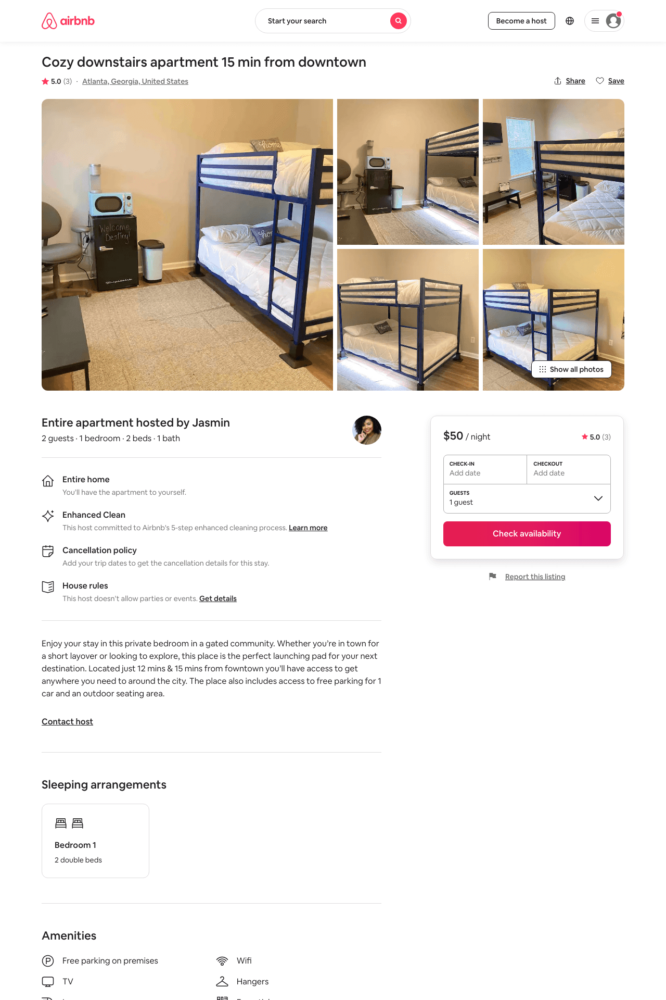 airbnb
Start your search
Become a host
Cozy downstairs apartment 15 min from downtown
5.0 (3) · Atlanta, Georgia, United States
Share
Save
home
Welcome,
Destiny!
home
Frigidaire
home
home
home
home
Show all photos
Entire apartment hosted by Jasmin
2 guests · 1 bedroom · 2 beds · 1 bath
$50 / night
5.0 (3)
CHECK-IN
Add date
CHECKOUT
Add date
GUESTS
1 guest
Check availability
Report this listing
Entire home
You’ll have the apartment to yourself.
Enhanced Clean
This host committed to Airbnb's 5-step enhanced cleaning process. Learn more
Cancellation policy
Add your trip dates to get the cancellation details for this stay.
House rules
This host doesn’t allow parties or events. Get details
Enjoy your stay in this private bedroom in a gated community. Whether you’re in town for
a short layover or looking to explore, this place is the perfect launching pad for your next
destination. Located just 12 mins & 15 mins from fowntown you’ll have access to get
anywhere you need to around the city. The place also includes access to free parking for 1
car and an outdoor seating area.
Contact host
Sleeping arrangements
Bedroom 1
2 double beds
Amenities
Free parking on premises
Wifi
TV
Hangers